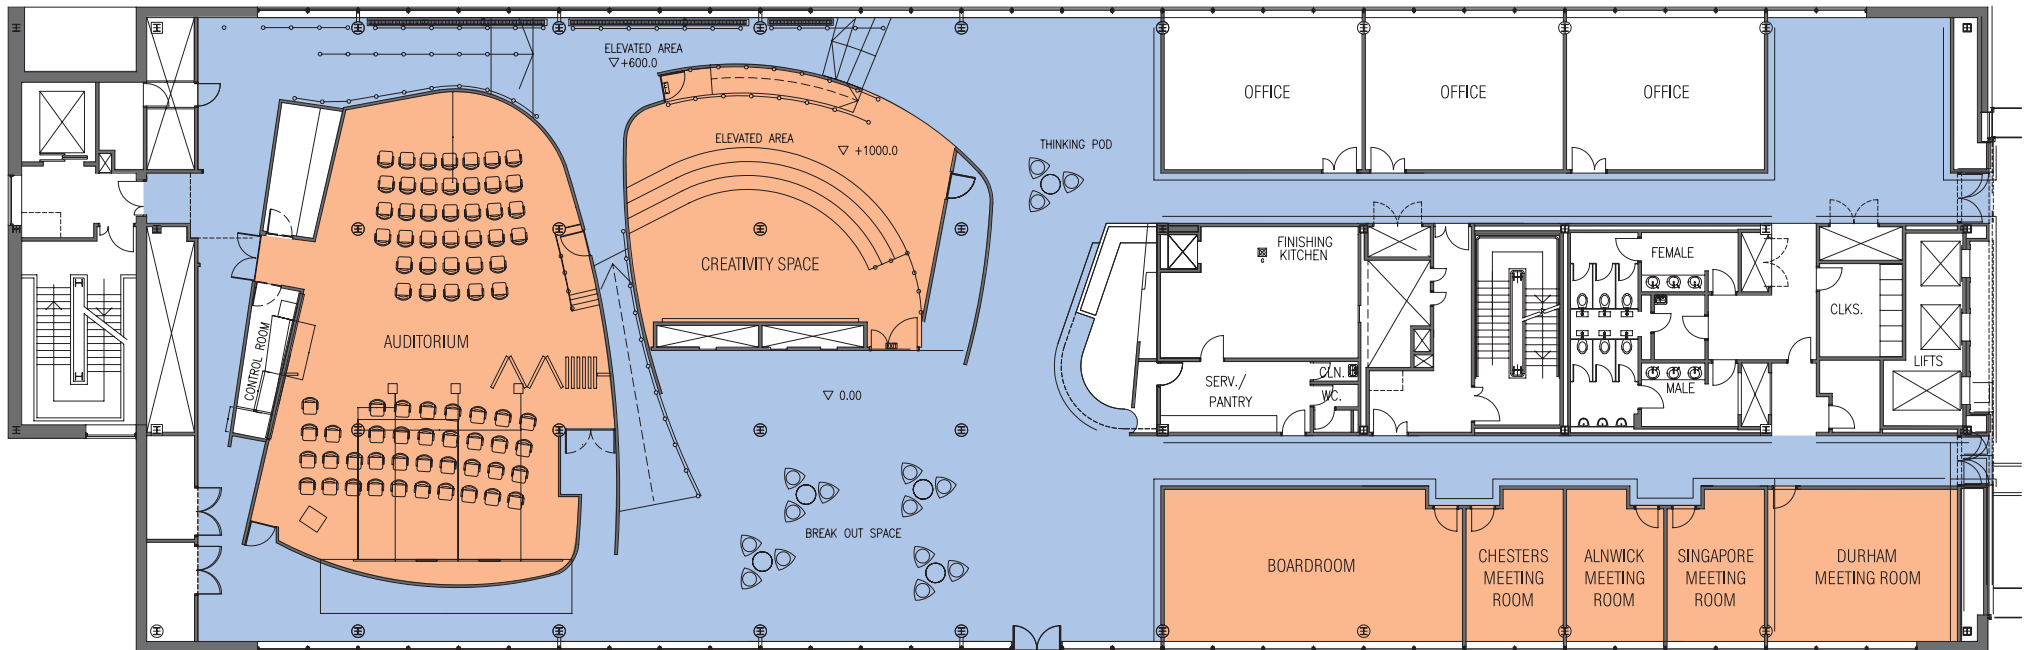 ELEVATED AREA
▽+600.0
OFFICE
OFFICE
OFFICE
ELEVATED AREA
▽ +1000.0
THINKING POD
CREATIVITY SPACE
FINISHING
KITCHEN
FEMALE
CLKS.
LIFTS
CONTROL ROOM
AUDITORIUM
SERV./
PANTRY
CLN.
WC.
MALE
▽ 0.00
BREAK OUT SPACE
BOARDROOM
CHESTERS
MEETING
ROOM
ALNWICK
MEETING
ROOM
SINGAPORE
MEETING
ROOM
DURHAM
MEETING ROOM